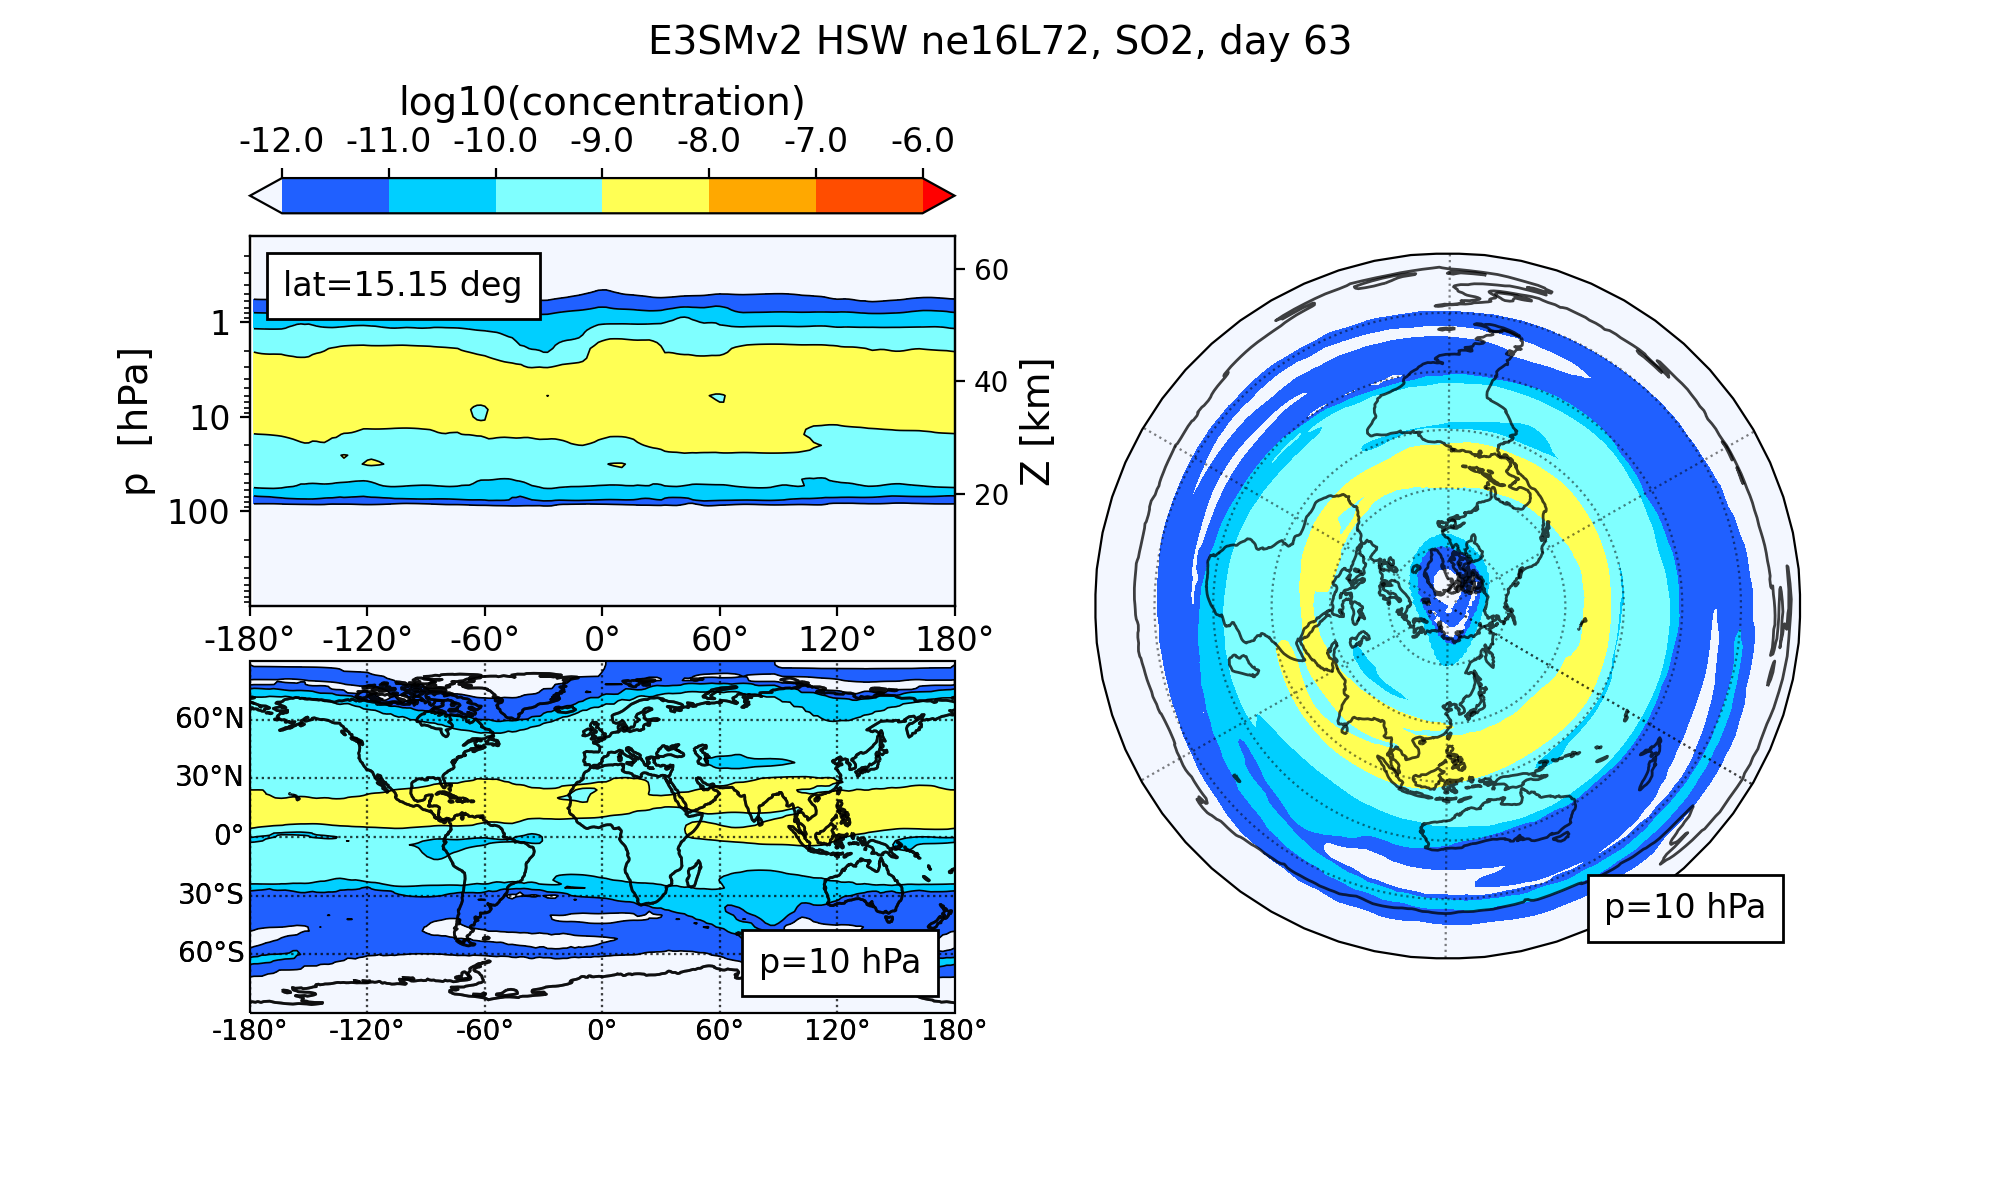 E3SMv2 HSW ne16L72, SO2, day 63
log10(concentration)
-12.0 -11.0 -10.0 -9.0 -8.0 -7.0 -6.0
lat=15.15 deg
p [hPa]
1
10
100
60
40
20
Z [km]
-180° -120° -60° 0° 60° 120° 180°
60°N
30°N
0°
30°S
60°S
p=10 hPa
-180° -120° -60° 0° 60° 120° 180°
p=10 hPa